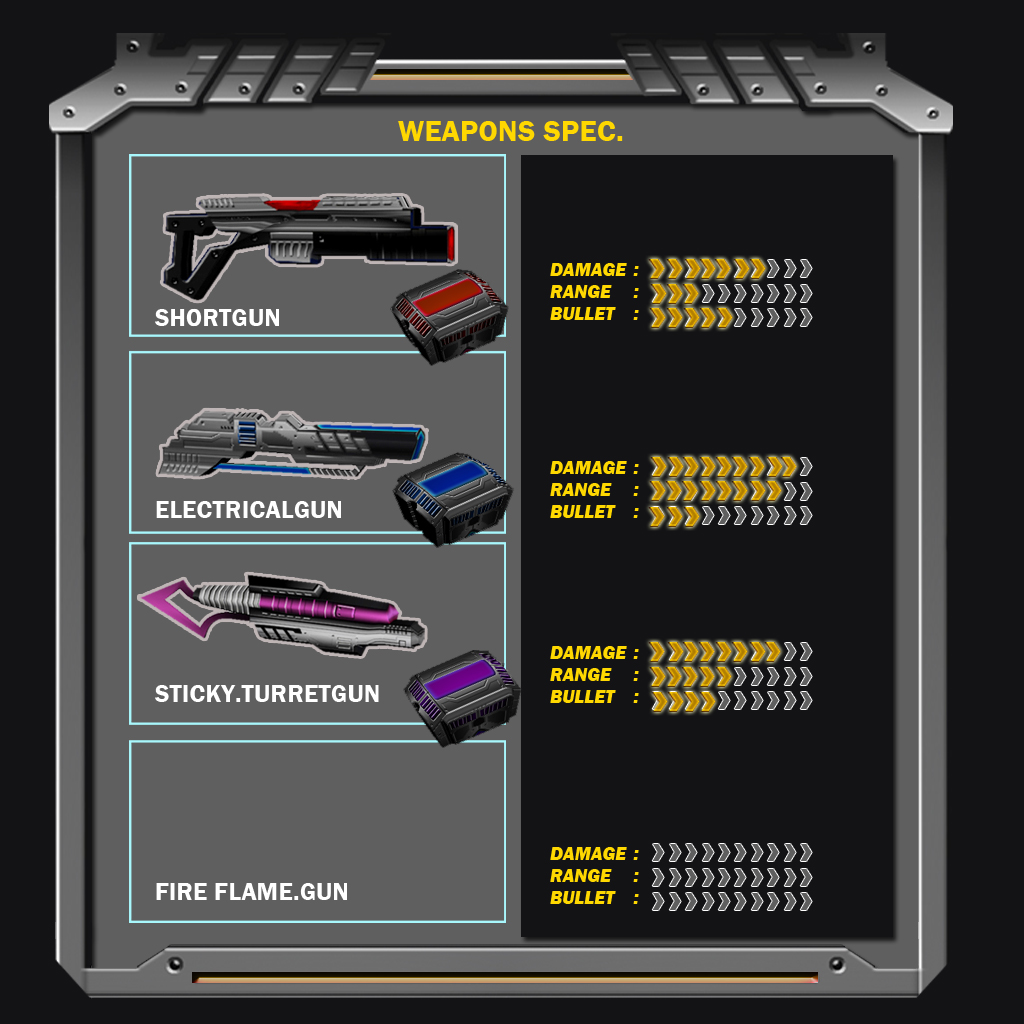 WEAPONS SPEC.
SHORTGUN
DAMAGE :
RANGE :
BULLET :
ELECTRICALGUN
DAMAGE :
RANGE :
BULLET :
STICKY.TURRETGUN
DAMAGE :
RANGE :
BULLET :
FIRE FLAME.GUN
DAMAGE :
RANGE :
BULLET :